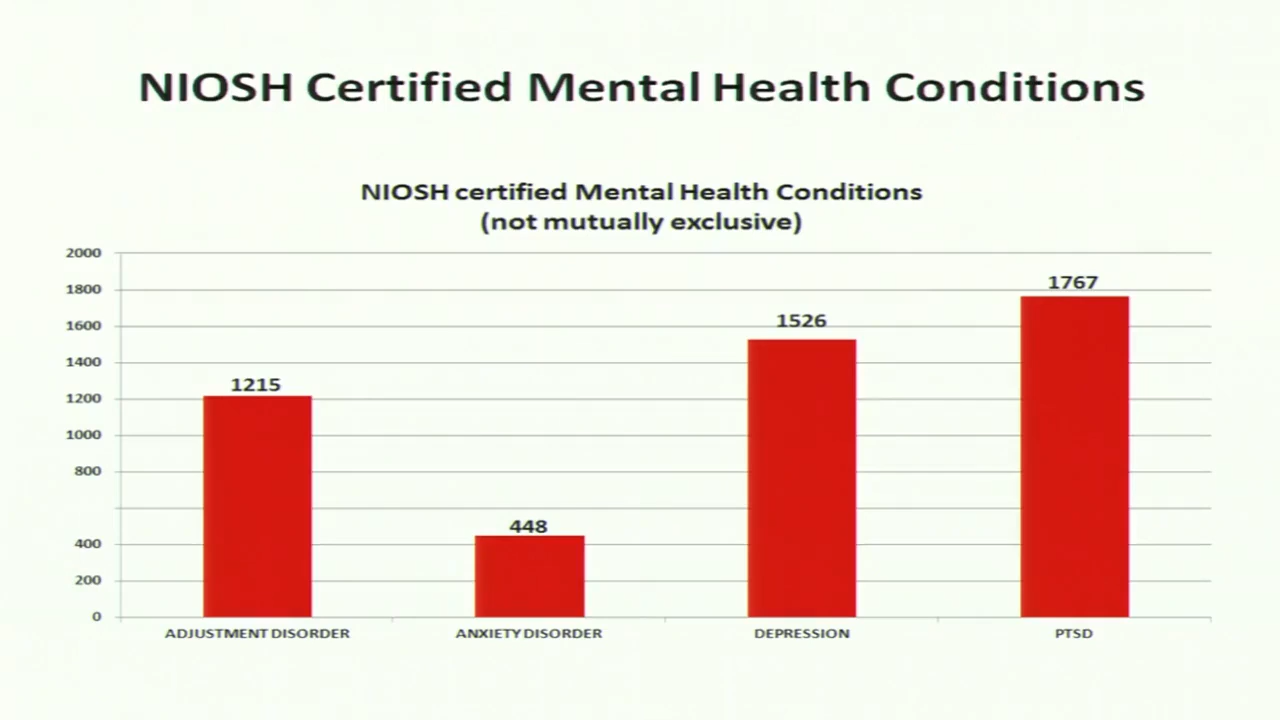 NIOSH Certified Mental Health Conditions
NIOSH certified Mental Health Conditions
(not mutually exclusive)
2000
1800
1600
1400
1200
1000
800
400
200
0
1215
448
1526
1767
ADJUSTMENT DISORDER
ANXIETY DISORDER
DEPRESSION
PTSD